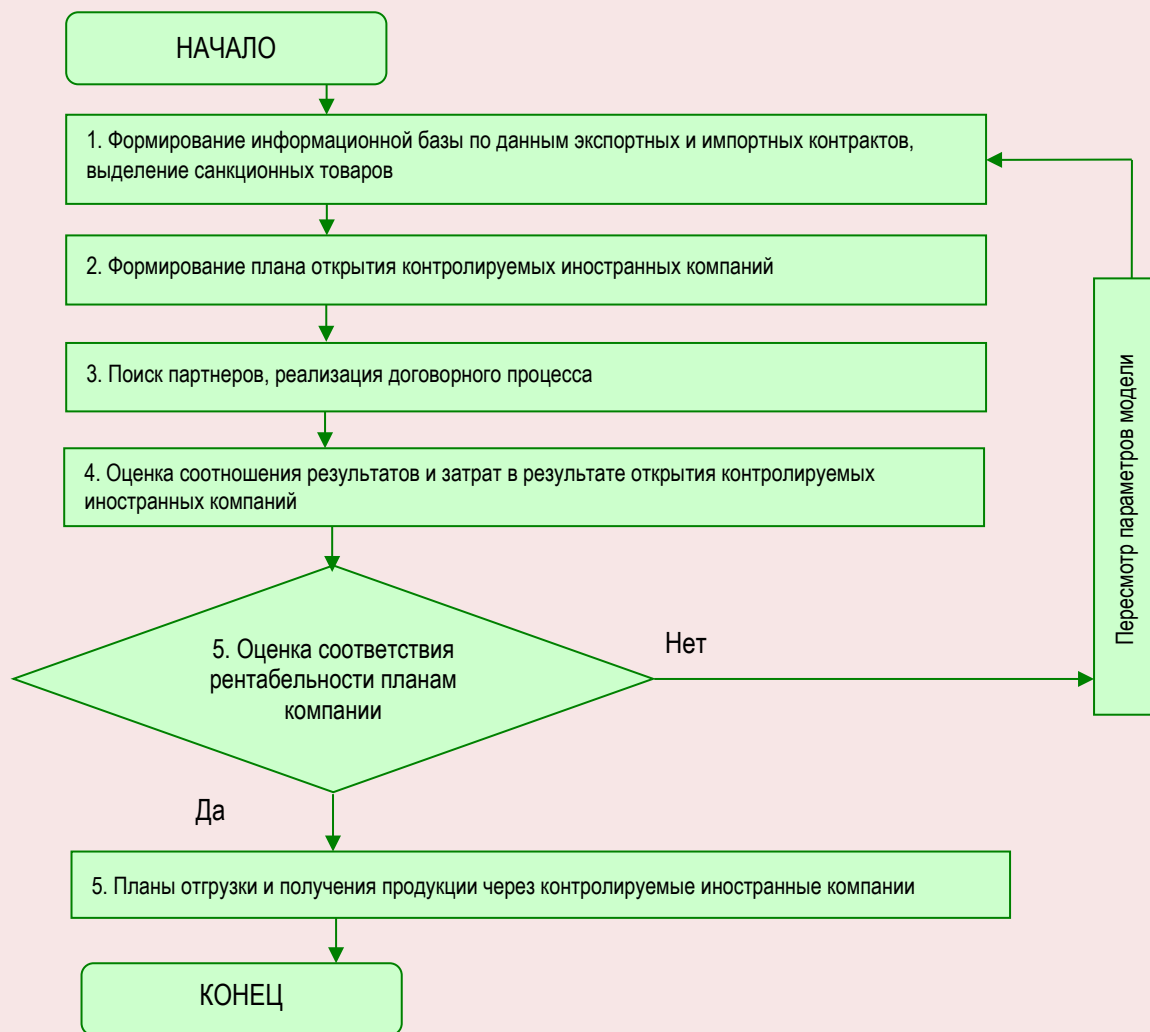 НАЧАЛО
1. Формирование информационной базы по данным экспортных и импортных контрактов,
выделение санкционных товаров
2. Формирование плана открытия контролируемых иностранных компаний
3. Поиск партнеров, реализация договорного процесса
4. Оценка соотношения результатов и затрат в результате открытия контролируемых
иностранных компаний
5. Оценка соответствия
рентабельности планам
компании
Нет
Пересмотр параметров модели
Да
5. Планы отгрузки и получения продукции через контролируемые иностранные компании
КОНЕЦ